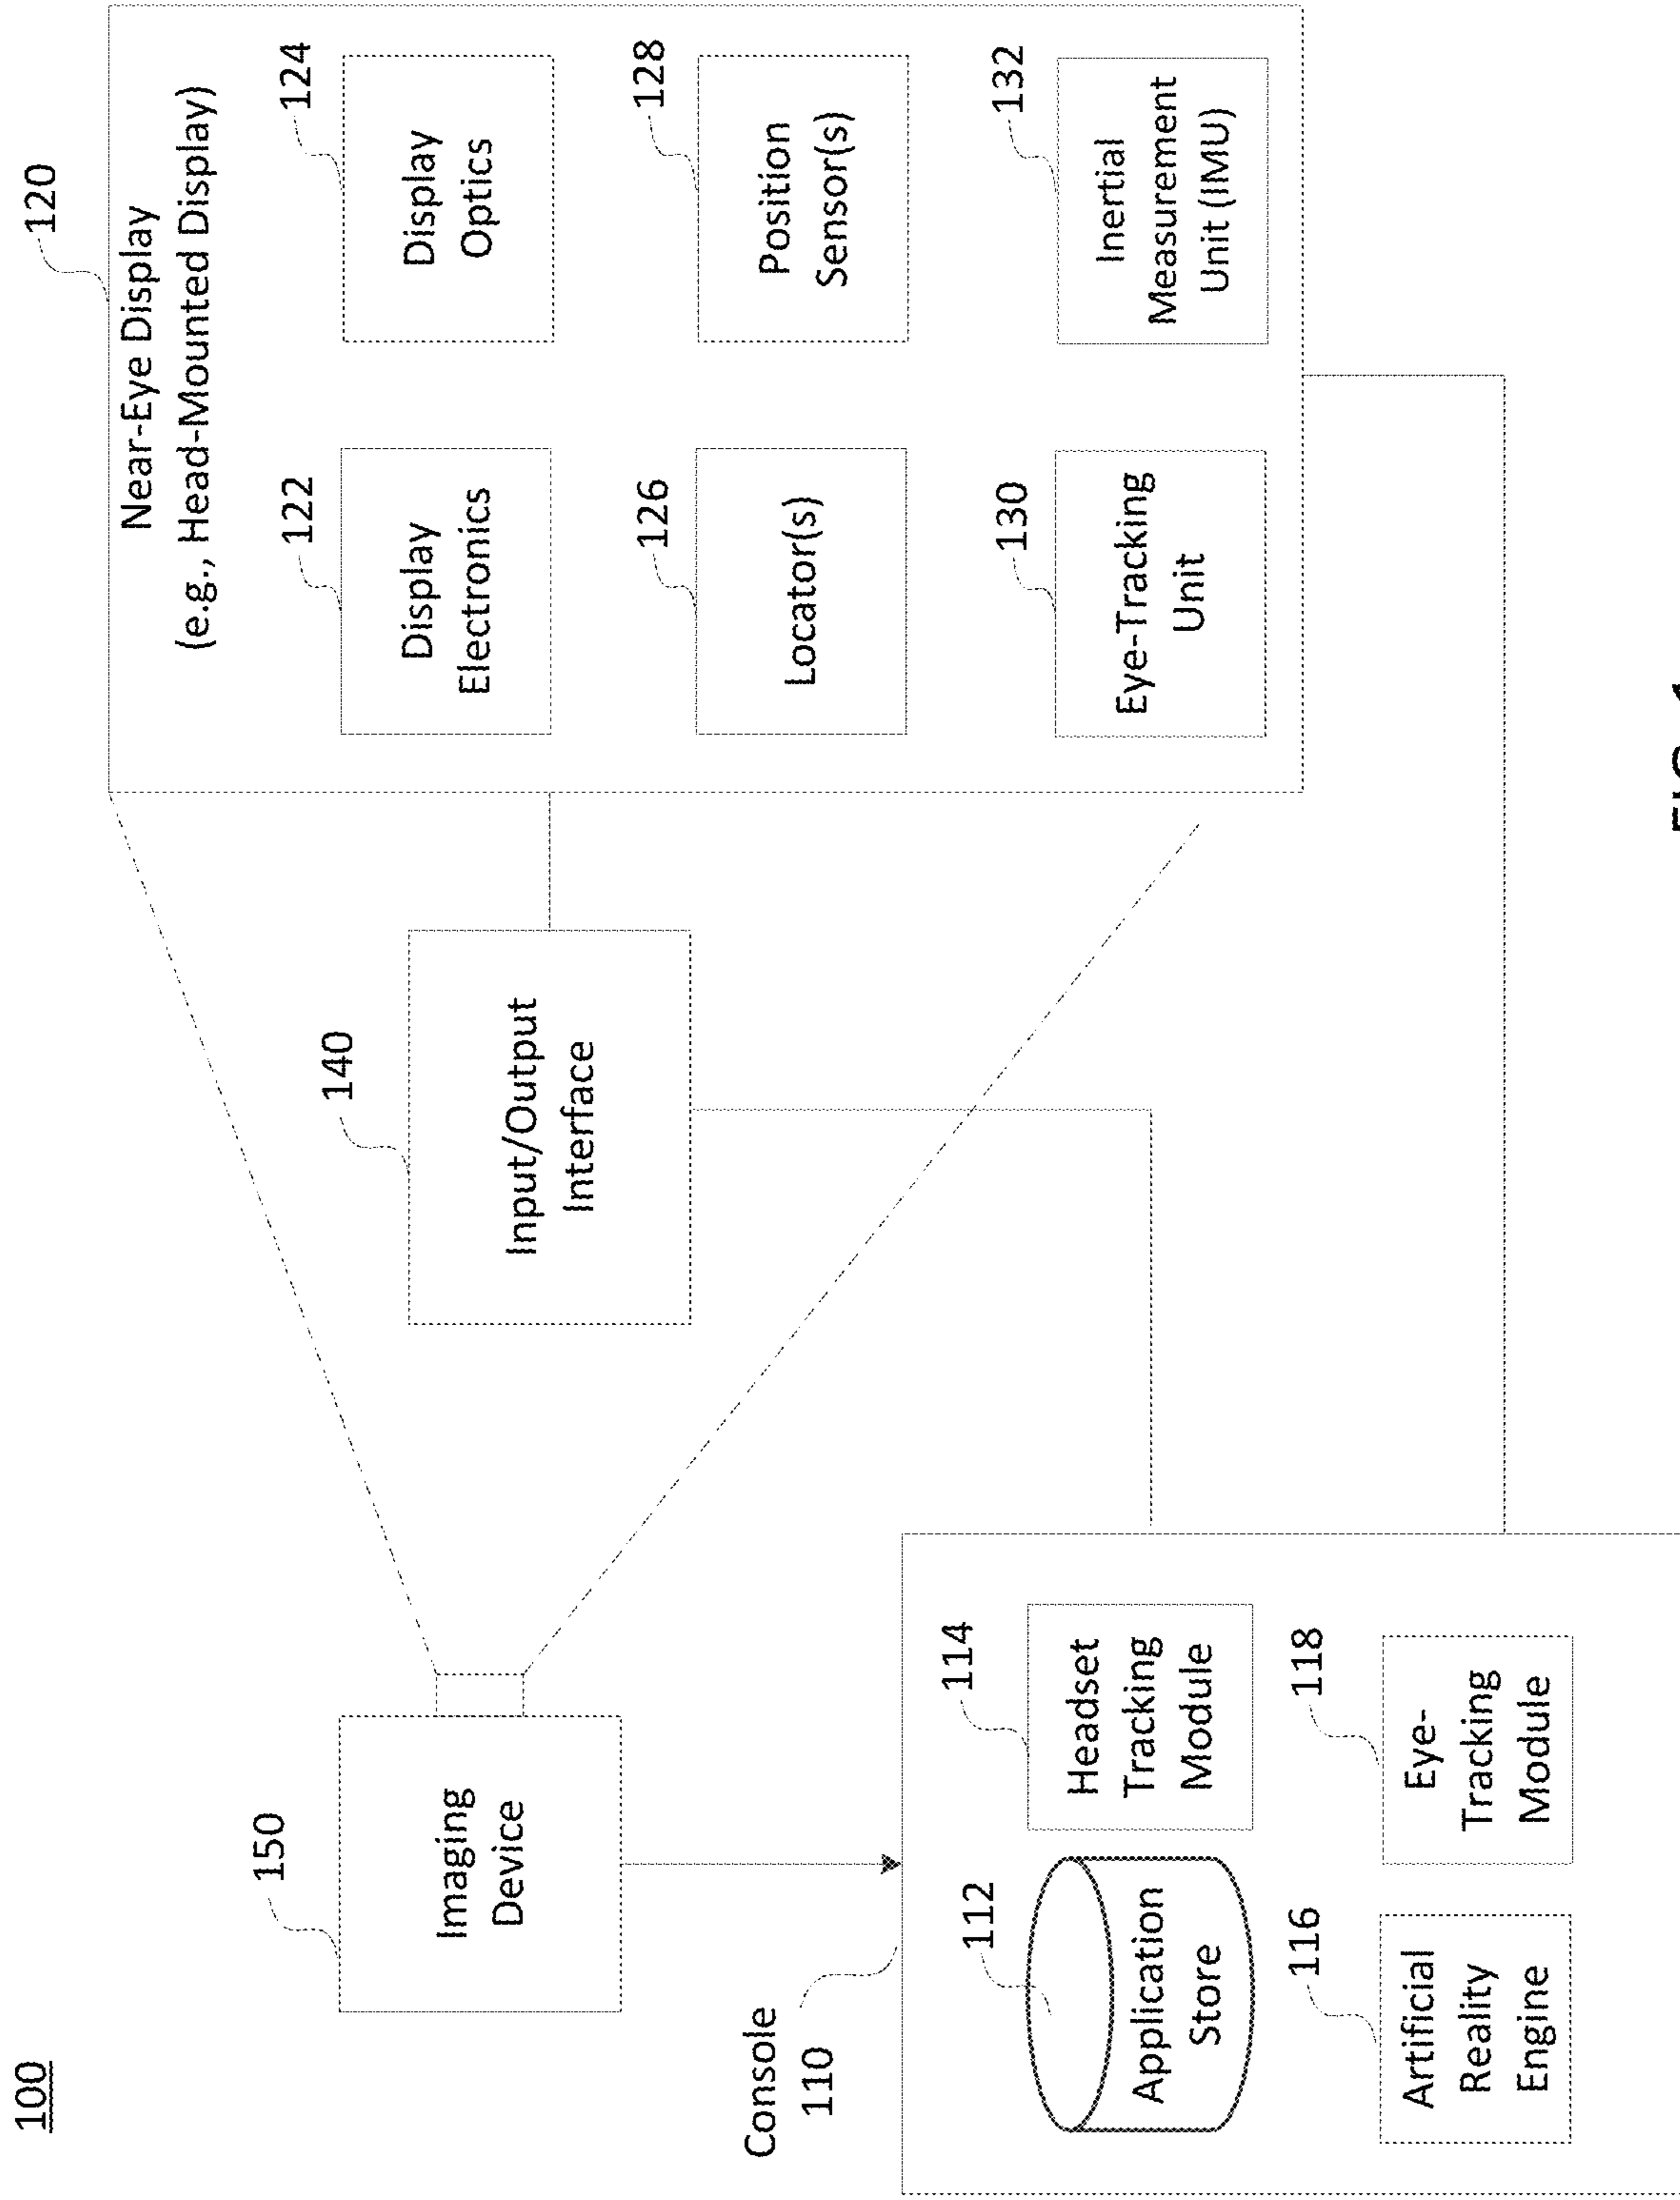 100
120
Near-Eye Display
(e.g., Head-Mounted Display)
122
Display
Electronics
124
Display
Optics
126
Locator(s)
128
Position
Sensor(s)
130
Eye-Tracking
Unit
132
Inertial
Measurement
Unit (IMU)
140
Input/Output
Interface
150
Imaging
Device
Console
110
112
Application
Store
114
Headset
Tracking
Module
116
Artificial
Reality
Engine
118
Eye-
Tracking
Module